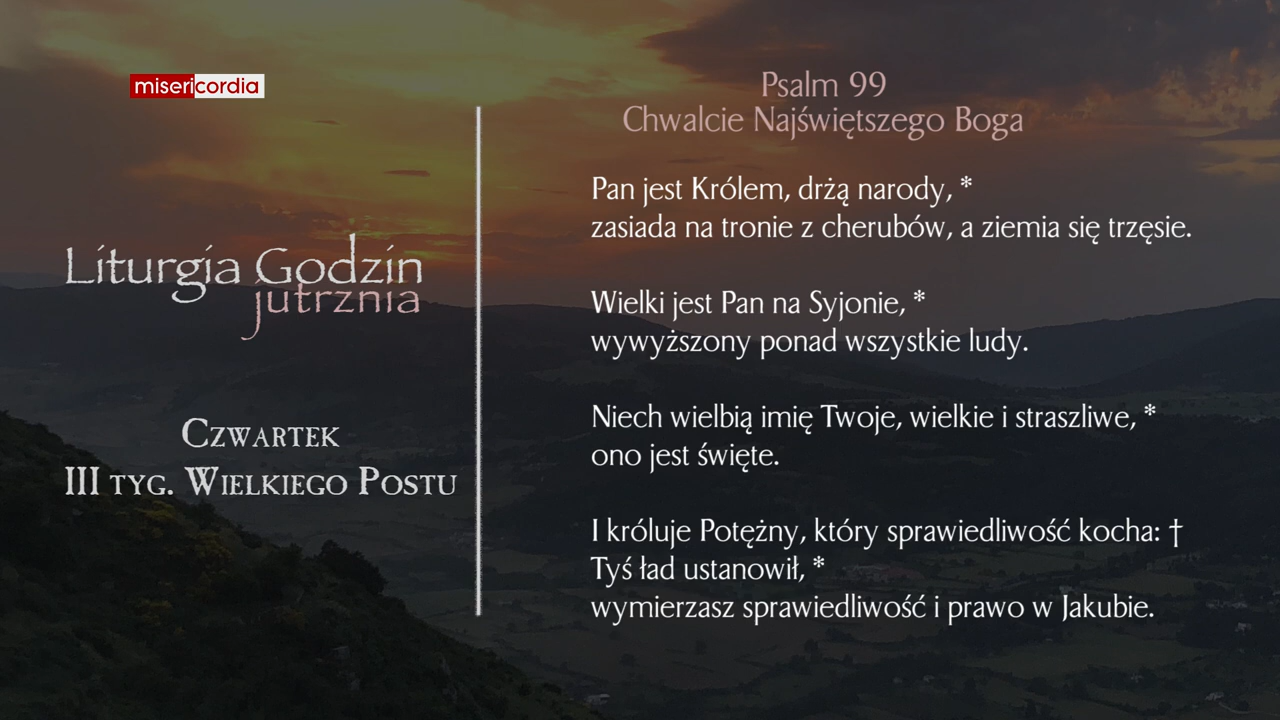 misericordia
Liturgia Godzin
jutrznia
Czwartek
III tyg. Wielkiego Postu
Psalm 99
Chwalcie Najświętszego Boga
Pan jest Królem, drżą narody, *
zasiada na tronie z cherubów, a ziemia się trzęsie.
Wielki jest Pan na Syjonie, *
wywyższony ponad wszystkie ludy.
Niech wielbią imię Twoje, wielkie i straszliwe, *
ono jest święte.
I króluje Potężny, który sprawiedliwość kocha: †
Tyś ład ustanowił, *
wymierzasz sprawiedliwość i prawo w Jakubie.